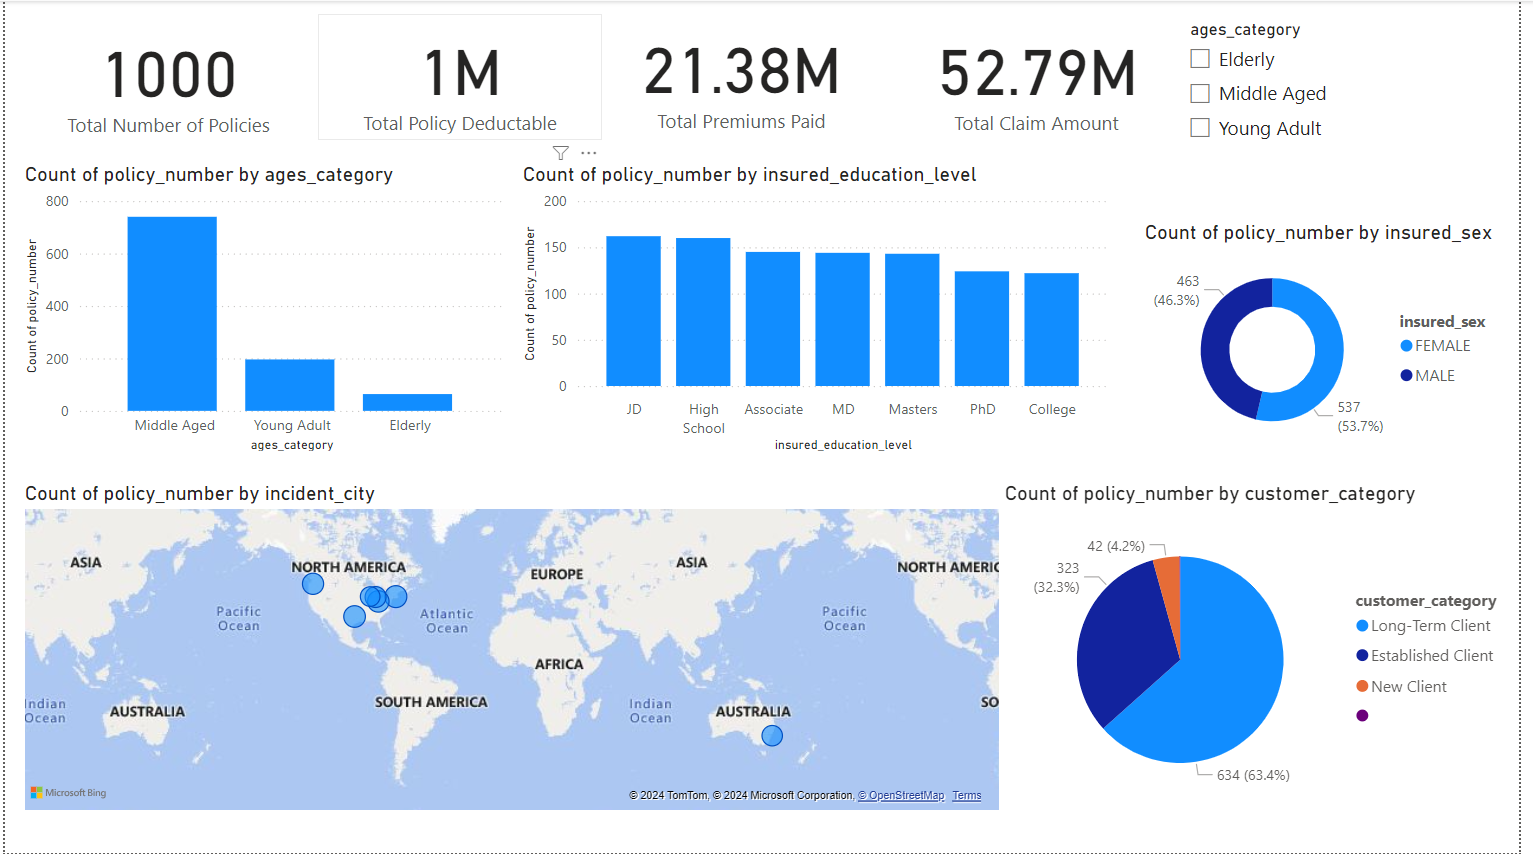 1000
Total Number of Policies
1M
Total Policy Deductable
21.38M
Total Premiums Paid
52.79M
Total Claim Amount
ages_category
Elderly
Middle Aged
Young Adult
Count of policy_number by ages_category
Count of policy_number
800
600
400
200
0
Middle Aged
Young Adult
Elderly
ages_category
Count of policy_number by insured_education_level
Count of policy_number
200
150
100
50
0
JD
High
School
Associate
MD
Masters
PhD
College
insured_education_level
Count of policy_number by insured_sex
463
(46.3%)
537
(53.7%)
insured_sex
FEMALE
MALE
Count of policy_number by incident_city
ASIA
NORTH AMERICA
EUROPE
ASIA
NORTH AMERIC
Pacific
Ocean
Atlantic
Ocean
Pacific
Ocean
AFRICA
Indian
Ocean
AUSTRALIA
SOUTH AMERICA
Indian
Ocean
AUSTRALIA
SO
Microsoft Bing
© 2024 TomTom, © 2024 Microsoft Corporation, © OpenStreetMap Terms
Count of policy_number by customer_category
42 (4.2%)
323
(32.3%)
634 (63.4%)
customer_category
Long-Term Client
Established Client
New Client